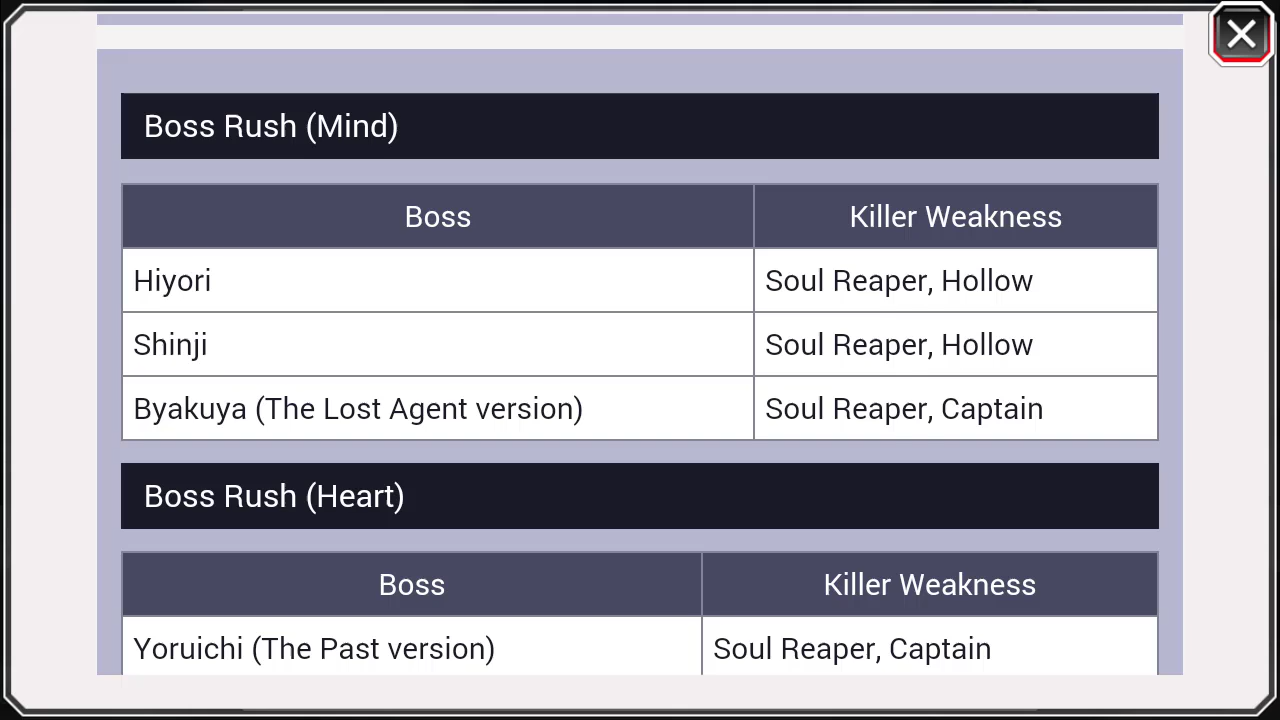 Boss Rush (Mind)
Boss Killer Weakness
Hiyori Soul Reaper, Hollow
Shinji Soul Reaper, Hollow
Byakuya (The Lost Agent version) Soul Reaper, Captain
Boss Rush (Heart)
Boss Killer Weakness
Yoruichi (The Past version) Soul Reaper, Captain